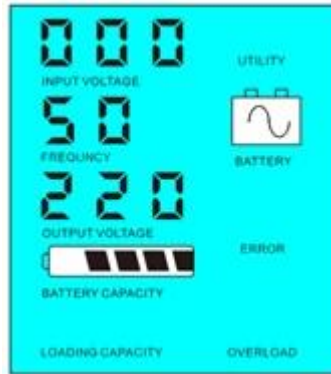 000
UTILITY
INPUT VOLTAGE
50
FREQUNCY
BATTERY
220
OUTPUT VOLTAGE
ERROR
BATTERY CAPACITY
LOADING CAPACITY
OVERLOAD